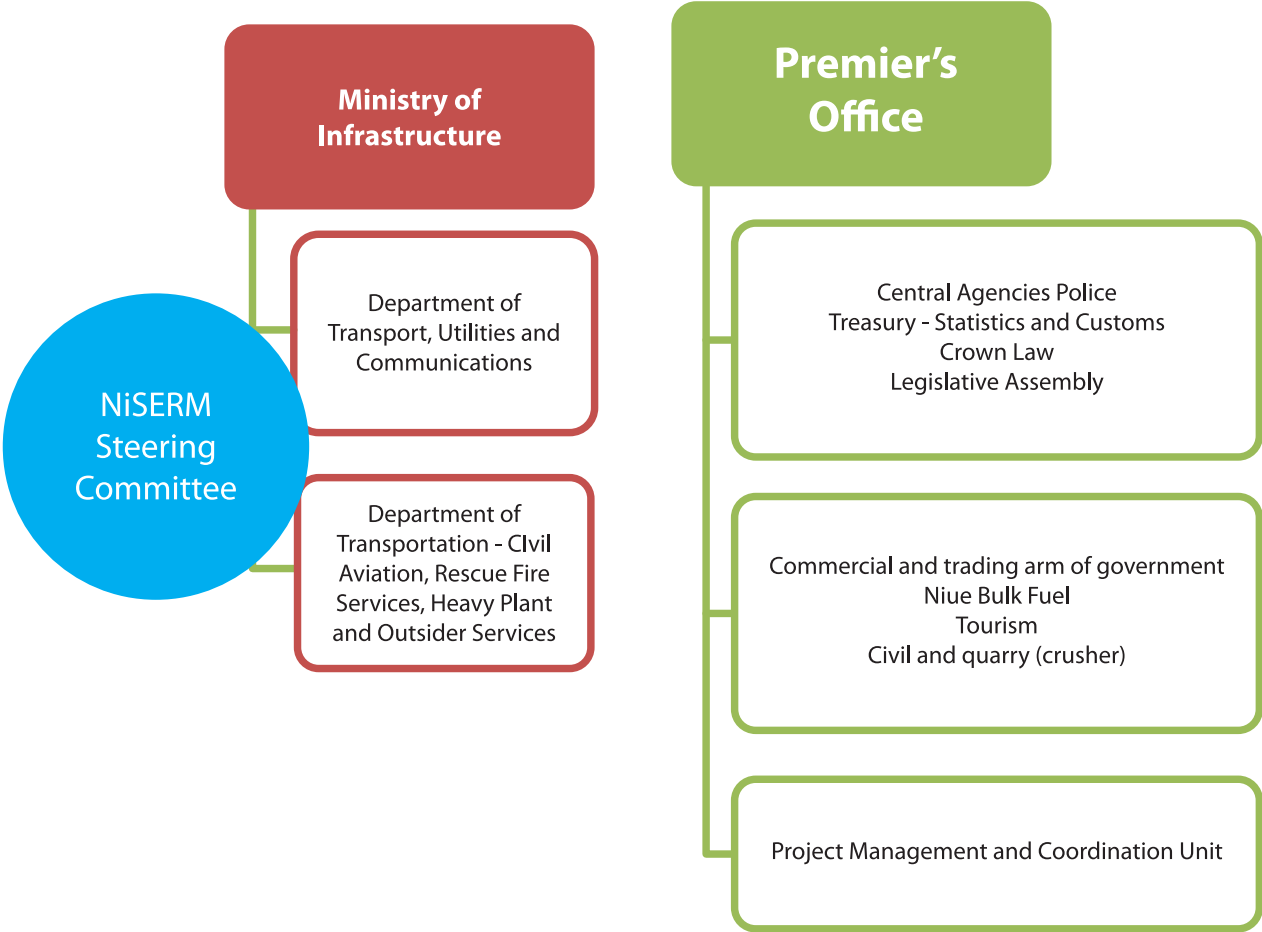 Ministry of
Infrastructure
Department of
Transport, Utilities and
Communications
NiSERM
Steering
Committee
Department of
Transportation - CIvil
Aviation, Rescue Fire
Services, Heavy Plant
and Outsider Services
Premier’s
Office
Central Agencies Police
Treasury - Statistics and Customs
Crown Law
Legislative Assembly
Commercial and trading arm of government
Niue Bulk Fuel
Tourism
Civil and quarry (crusher)
Project Management and Coordination Unit